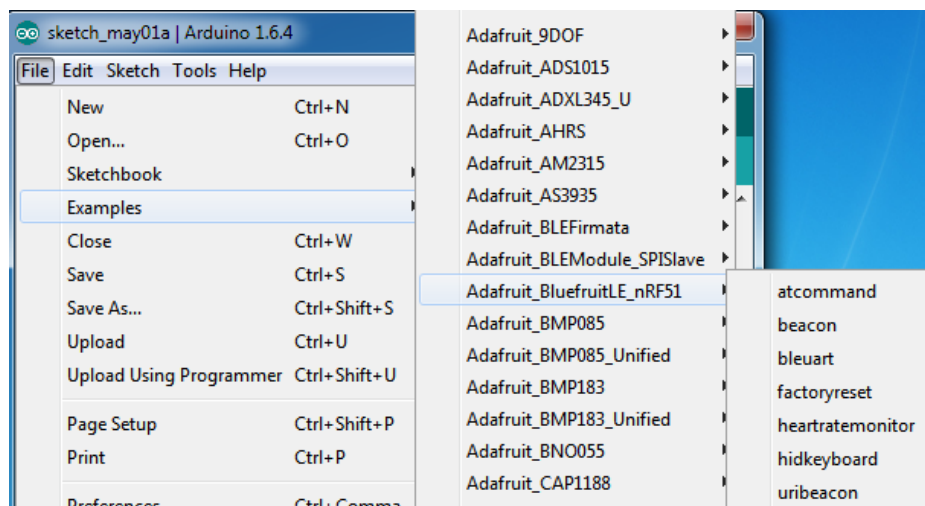 sketch_may01a | Arduino 1.6.4
File Edit Sketch Tools Help
New Ctrl+N
Open... Ctrl+O
Sketchbook
Examples
Close Ctrl+W
Save Ctrl+S
Save As... Ctrl+Shift+S
Upload Ctrl+U
Upload Using Programmer Ctrl+Shift+U
Page Setup Ctrl+Shift+P
Print Ctrl+P
Preferences Ctrl+Comma
Adafruit_9DOF
Adafruit_ADS1015
Adafruit_ADXL345_U
Adafruit_AHRS
Adafruit_AM2315
Adafruit_AS3935
Adafruit_BLEFirmata
Adafruit_BLEModule_SPISlave
Adafruit_BluefruitLE_nRF51
Adafruit_BMP085
Adafruit_BMP085_Unified
Adafruit_BMP183
Adafruit_BMP183_Unified
Adafruit_BNO055
Adafruit_CAP1188
atcommand
beacon
bleuart
factoryreset
heartratemonitor
hidkeyboard
uribeacon